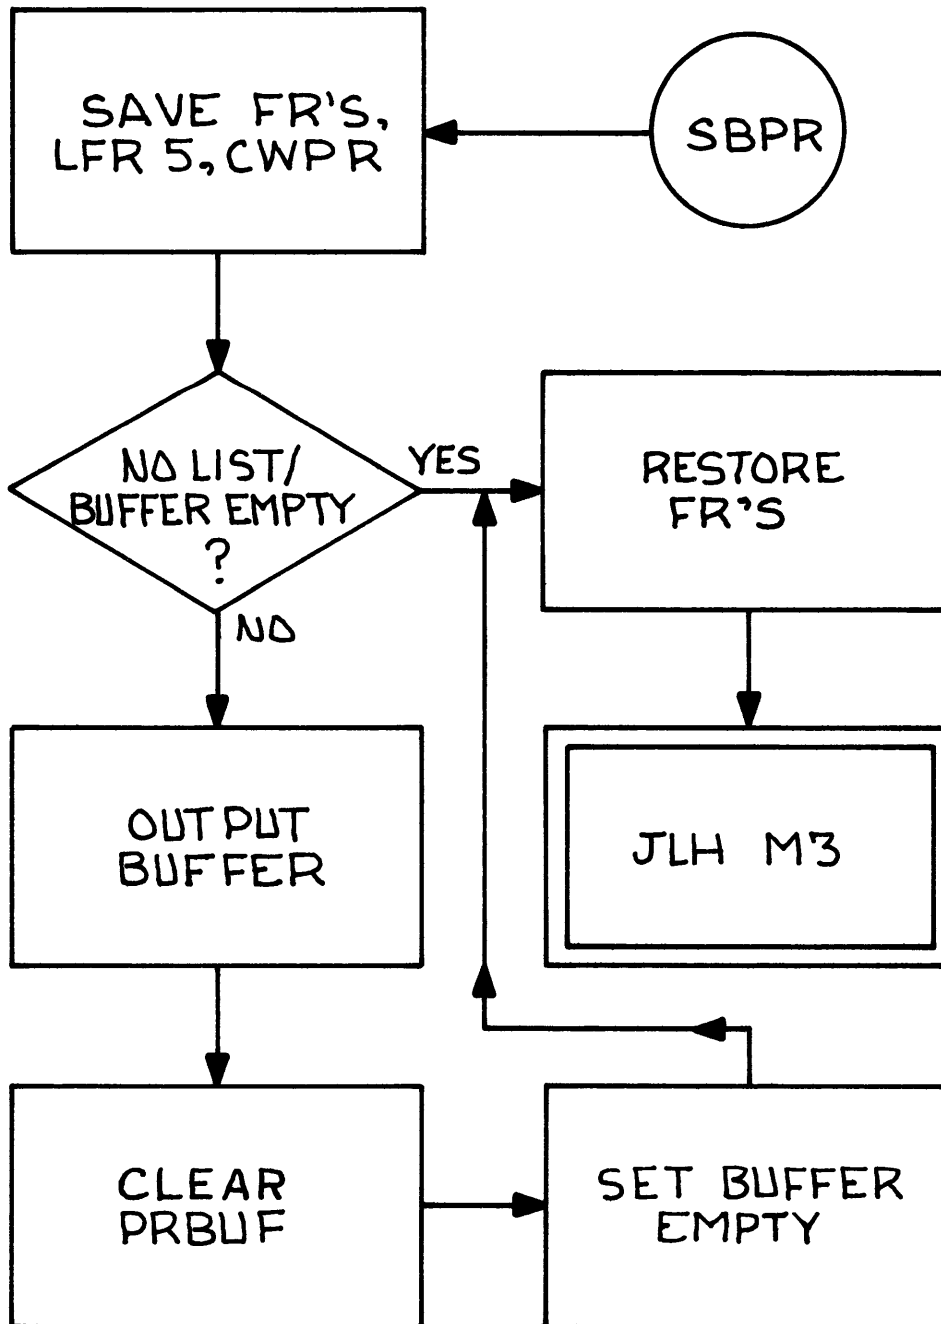 SAVE FR'S,
LFR 5, CWPR
SBPR
NO LIST/
BUFFER EMPTY
?
YES
NO
RESTORE
FR'S
OUTPUT
BUFFER
JLH M3
CLEAR
PRBUF
SET BUFFER
EMPTY